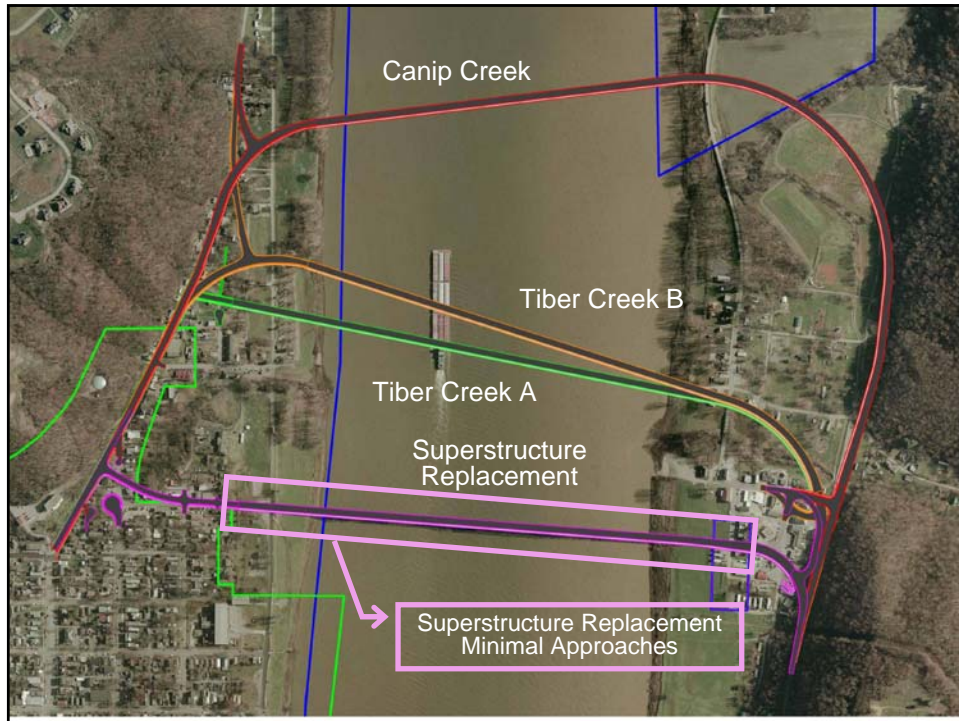 Canip Creek
Tiber Creek B
Tiber Creek A
Superstructure
Replacement
Superstructure Replacement
Minimal Approaches